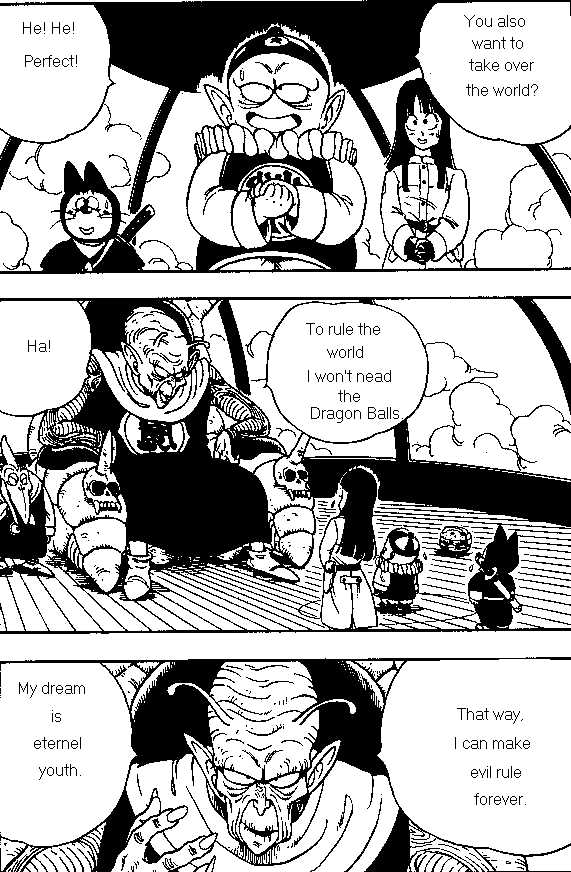 He! He!
Perfect!
You also
want to
take over
the world?
Ha!
To rule the
world
I won't nead
the
Dragon Balls.
My dream
is
eternel
youth.
That way,
I can make
evil rule
forever.